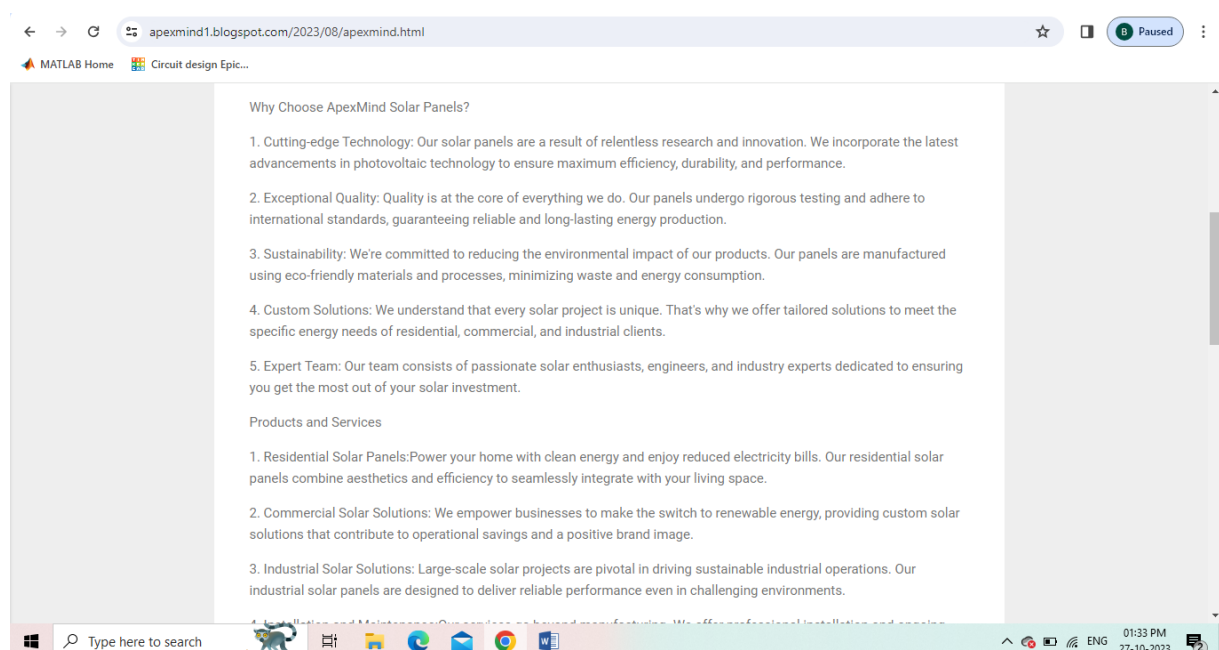 apexmind1.blogspot.com/2023/08/apexmind.html
B Paused
MATLAB Home Circuit design Epic...
Why Choose ApexMind Solar Panels?
1. Cutting-edge Technology: Our solar panels are a result of relentless research and innovation. We incorporate the latest
advancements in photovoltaic technology to ensure maximum efficiency, durability, and performance.
2. Exceptional Quality: Quality is at the core of everything we do. Our panels undergo rigorous testing and adhere to
international standards, guaranteeing reliable and long-lasting energy production.
3. Sustainability: We're committed to reducing the environmental impact of our products. Our panels are manufactured
using eco-friendly materials and processes, minimizing waste and energy consumption.
4. Custom Solutions: We understand that every solar project is unique. That's why we offer tailored solutions to meet the
specific energy needs of residential, commercial, and industrial clients.
5. Expert Team: Our team consists of passionate solar enthusiasts, engineers, and industry experts dedicated to ensuring
you get the most out of your solar investment.
Products and Services
1. Residential Solar Panels:Power your home with clean energy and enjoy reduced electricity bills. Our residential solar
panels combine aesthetics and efficiency to seamlessly integrate with your living space.
2. Commercial Solar Solutions: We empower businesses to make the switch to renewable energy, providing custom solar
solutions that contribute to operational savings and a positive brand image.
3. Industrial Solar Solutions: Large-scale solar projects are pivotal in driving sustainable industrial operations. Our
industrial solar panels are designed to deliver reliable performance even in challenging environments.
Type here to search
ENG
01:33 PM
27-10-2023
2